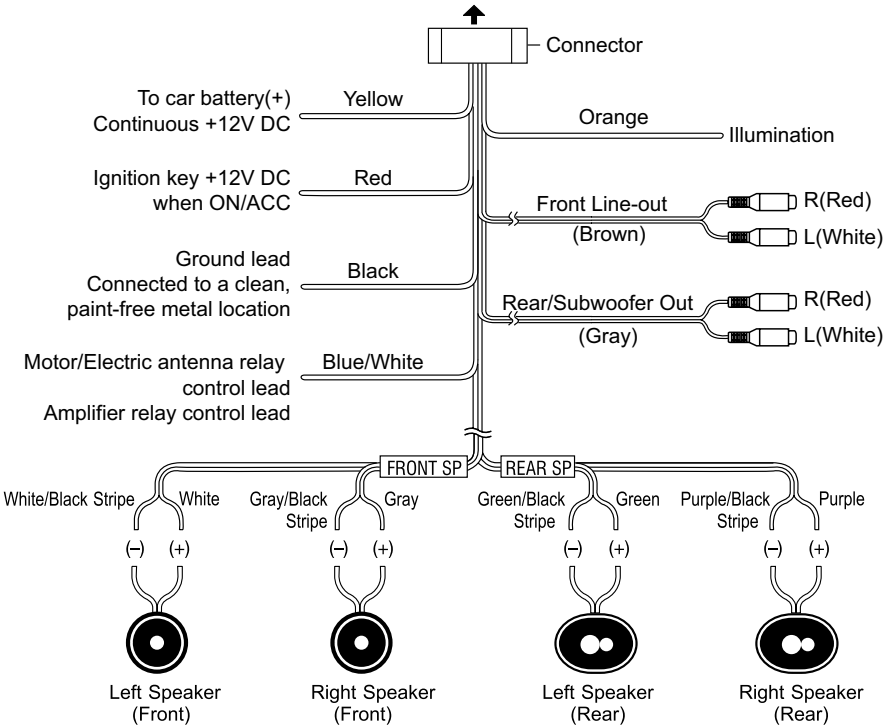 Connector
To car battery(+)
Continuous +12V DC
Yellow
Orange
Illumination
Ignition key +12V DC
when ON/ACC
Red
Front Line-out
(Brown)
R(Red)
L(White)
Ground lead
Connected to a clean,
paint-free metal location
Black
Rear/Subwoofer Out
(Gray)
R(Red)
L(White)
Motor/Electric antenna relay
control lead
Amplifier relay control lead
Blue/White
FRONT SP
REAR SP
White/Black Stripe
White
Gray/Black
Stripe
Gray
Green/Black
Stripe
Green
Purple/Black
Stripe
Purple
(−) (+) (−) (+) (−) (+) (−) (+)
Left Speaker
(Front)
Right Speaker
(Front)
Left Speaker
(Rear)
Right Speaker
(Rear)